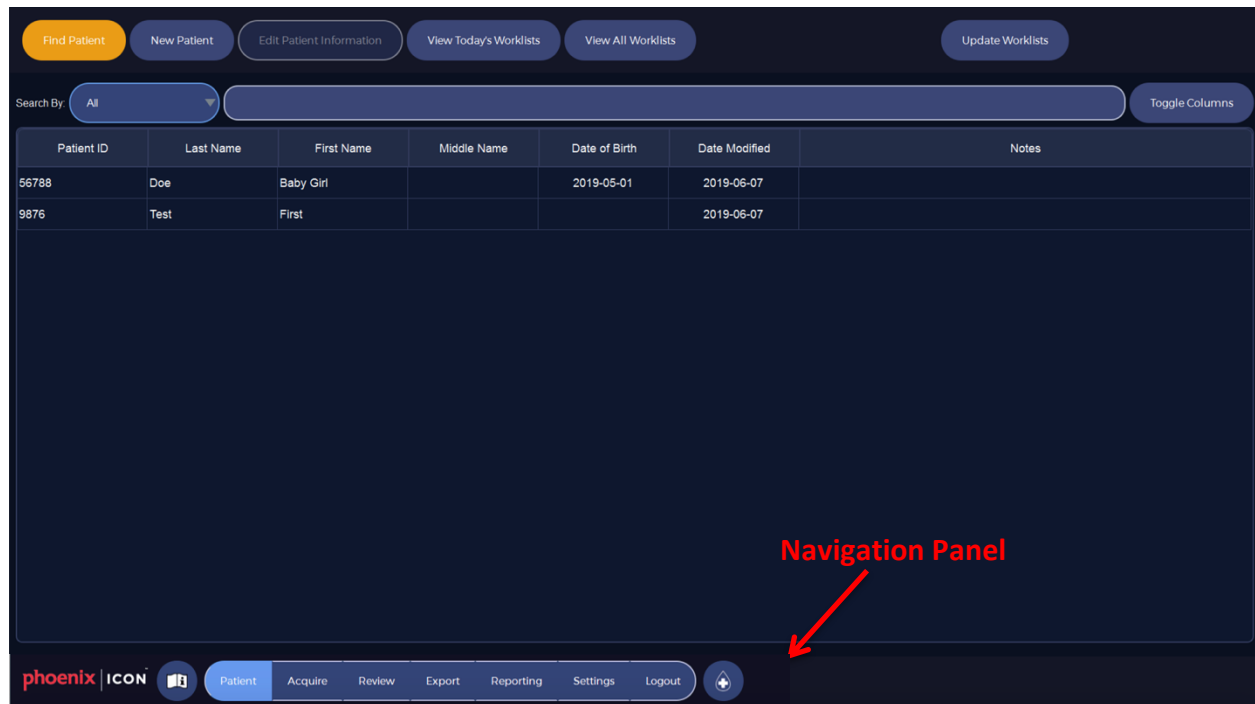 Find Patient New Patient Edit Patient Information View Today's Worklists View All Worklists Update Worklists
Search By: All Toggle Columns
Patient ID Last Name First Name Middle Name Date of Birth Date Modified Notes
56788 Doe Baby Girl 2019-05-01 2019-06-07
9876 Test First 2019-06-07
Navigation Panel
phoenix | ICON Patient Acquire Review Export Reporting Settings Logout